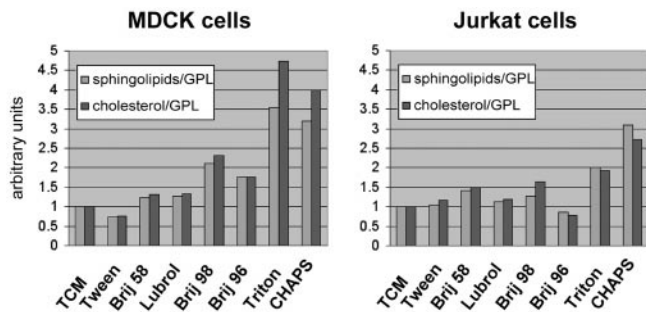 MDCK cells
Jurkat cells
arbitrary units
5
4.5
4
3.5
3
2.5
2
1.5
1
0.5
0
sphingolipids/GPL
cholesterol/GPL
TCM
Tween
Brij 58
Lubrol
Brij 98
Brij 96
Triton
CHAPS
5
4.5
4
3.5
3
2.5
2
1.5
1
0.5
0
sphingolipids/GPL
cholesterol/GPL
TCM
Tween
Brij 58
Lubrol
Brij 98
Brij 96
Triton
CHAPS